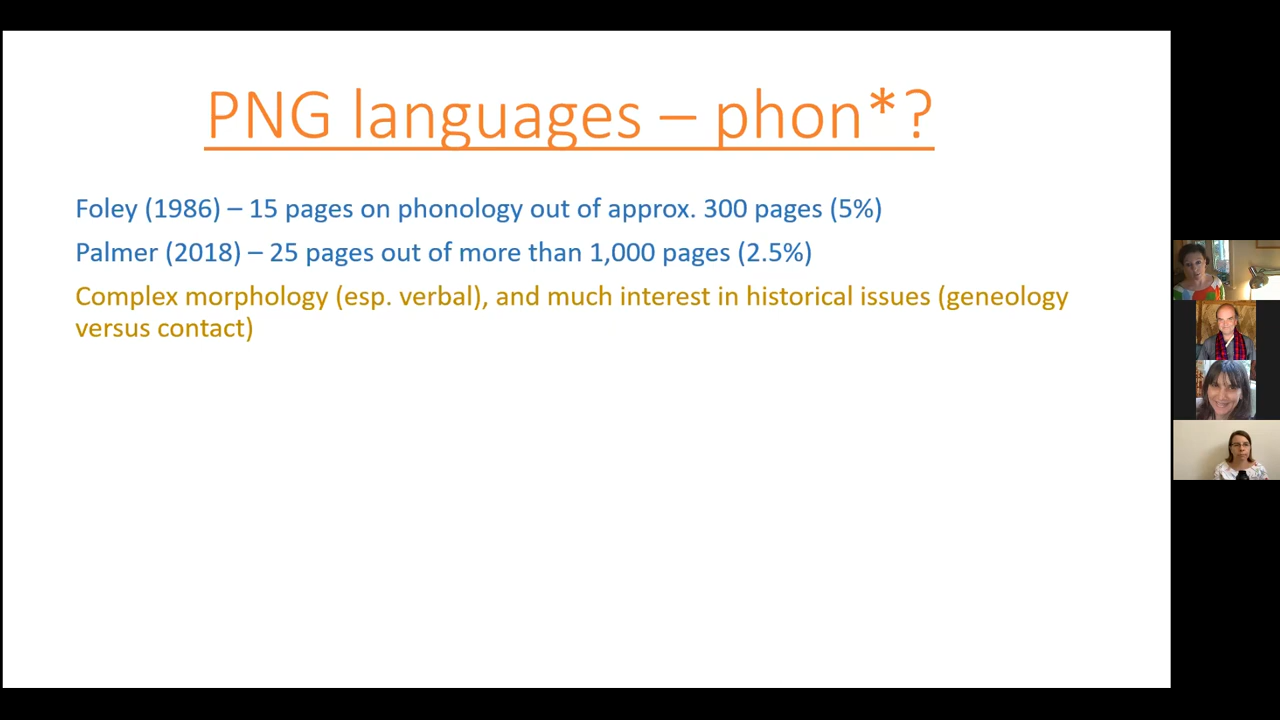 PNG languages – phon*?
Foley (1986) – 15 pages on phonology out of approx. 300 pages (5%)
Palmer (2018) – 25 pages out of more than 1,000 pages (2.5%)
Complex morphology (esp. verbal), and much interest in historical issues (geneology
versus contact)